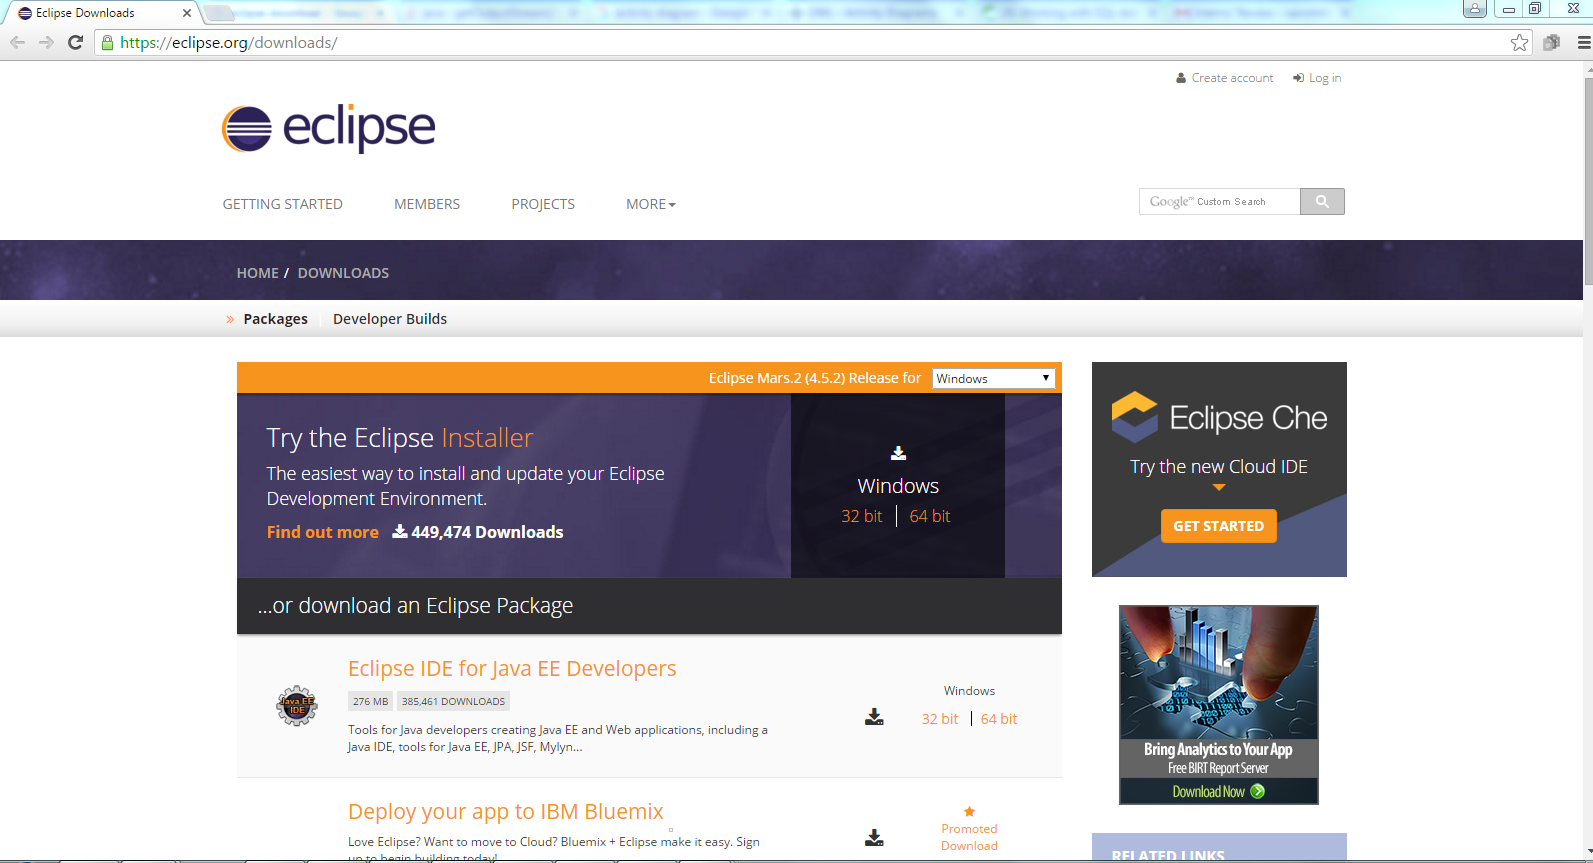 Eclipse Downloads
https://eclipse.org/downloads/
Create account
Log in
eclipse
GETTING STARTED
MEMBERS
PROJECTS
MORE
Google™ Custom Search
HOME / DOWNLOADS
» Packages
Developer Builds
Eclipse Mars.2 (4.5.2) Release for
Windows
Try the Eclipse Installer
The easiest way to install and update your Eclipse
Development Environment.
Find out more
449,474 Downloads
Windows
32 bit
64 bit
...or download an Eclipse Package
Java EE
IDE
Eclipse IDE for Java EE Developers
276 MB
385,461 DOWNLOADS
Tools for Java developers creating Java EE and Web applications, including a
Java IDE, tools for Java EE, JPA, JSF, Mylyn...
Windows
32 bit
64 bit
Deploy your app to IBM Bluemix
Love Eclipse? Want to move to Cloud? Bluemix + Eclipse make it easy. Sign
up to begin building today!
Promoted
Download
Eclipse Che
Try the new Cloud IDE
GET STARTED
Bring Analytics to Your App
Free BIRT Report Server
Download Now
RELATED LINKS